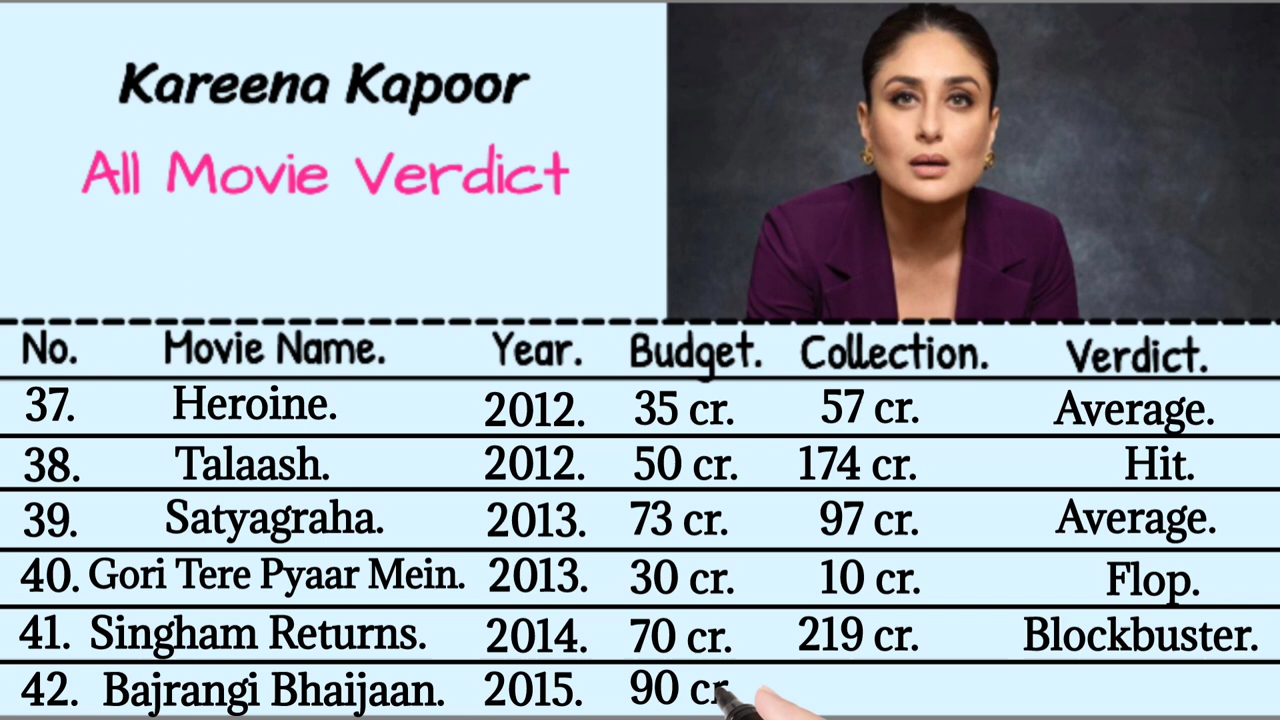 Kareena Kapoor
All Movie Verdict
No. Movie Name. Year. Budget. Collection. Verdict.
37. Heroine. 2012. 35 cr. 57 cr. Average.
38. Talaash. 2012. 50 cr. 174 cr. Hit.
39. Satyagraha. 2013. 73 cr. 97 cr. Average.
40. Gori Tere Pyaar Mein. 2013. 30 cr. 10 cr. Flop.
41. Singham Returns. 2014. 70 cr. 219 cr. Blockbuster.
42. Bajrangi Bhaijaan. 2015. 90 cr